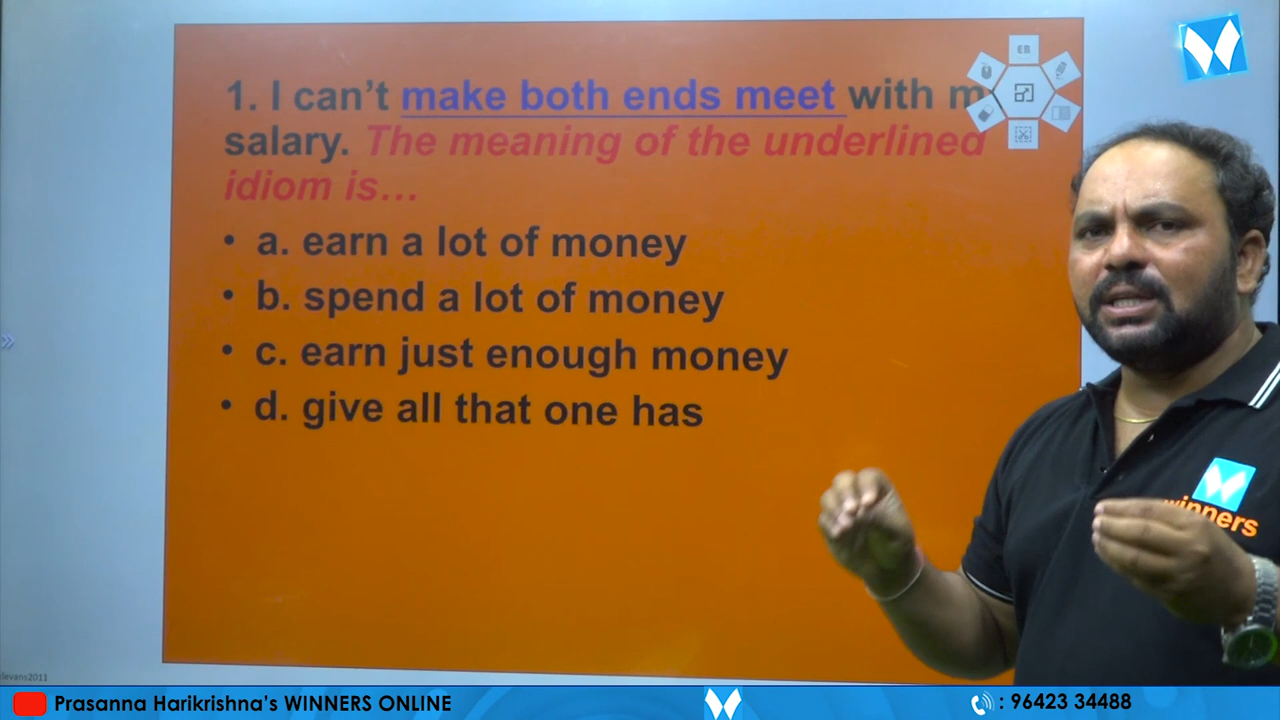 1. I can't make both ends meet with m
salary. The meaning of the underlined
idiom is...
• a. earn a lot of money
• b. spend a lot of money
• c. earn just enough money
• d. give all that one has
EB
winners
levans2011
Prasanna Harikrishna's WINNERS ONLINE
: 96423 34488